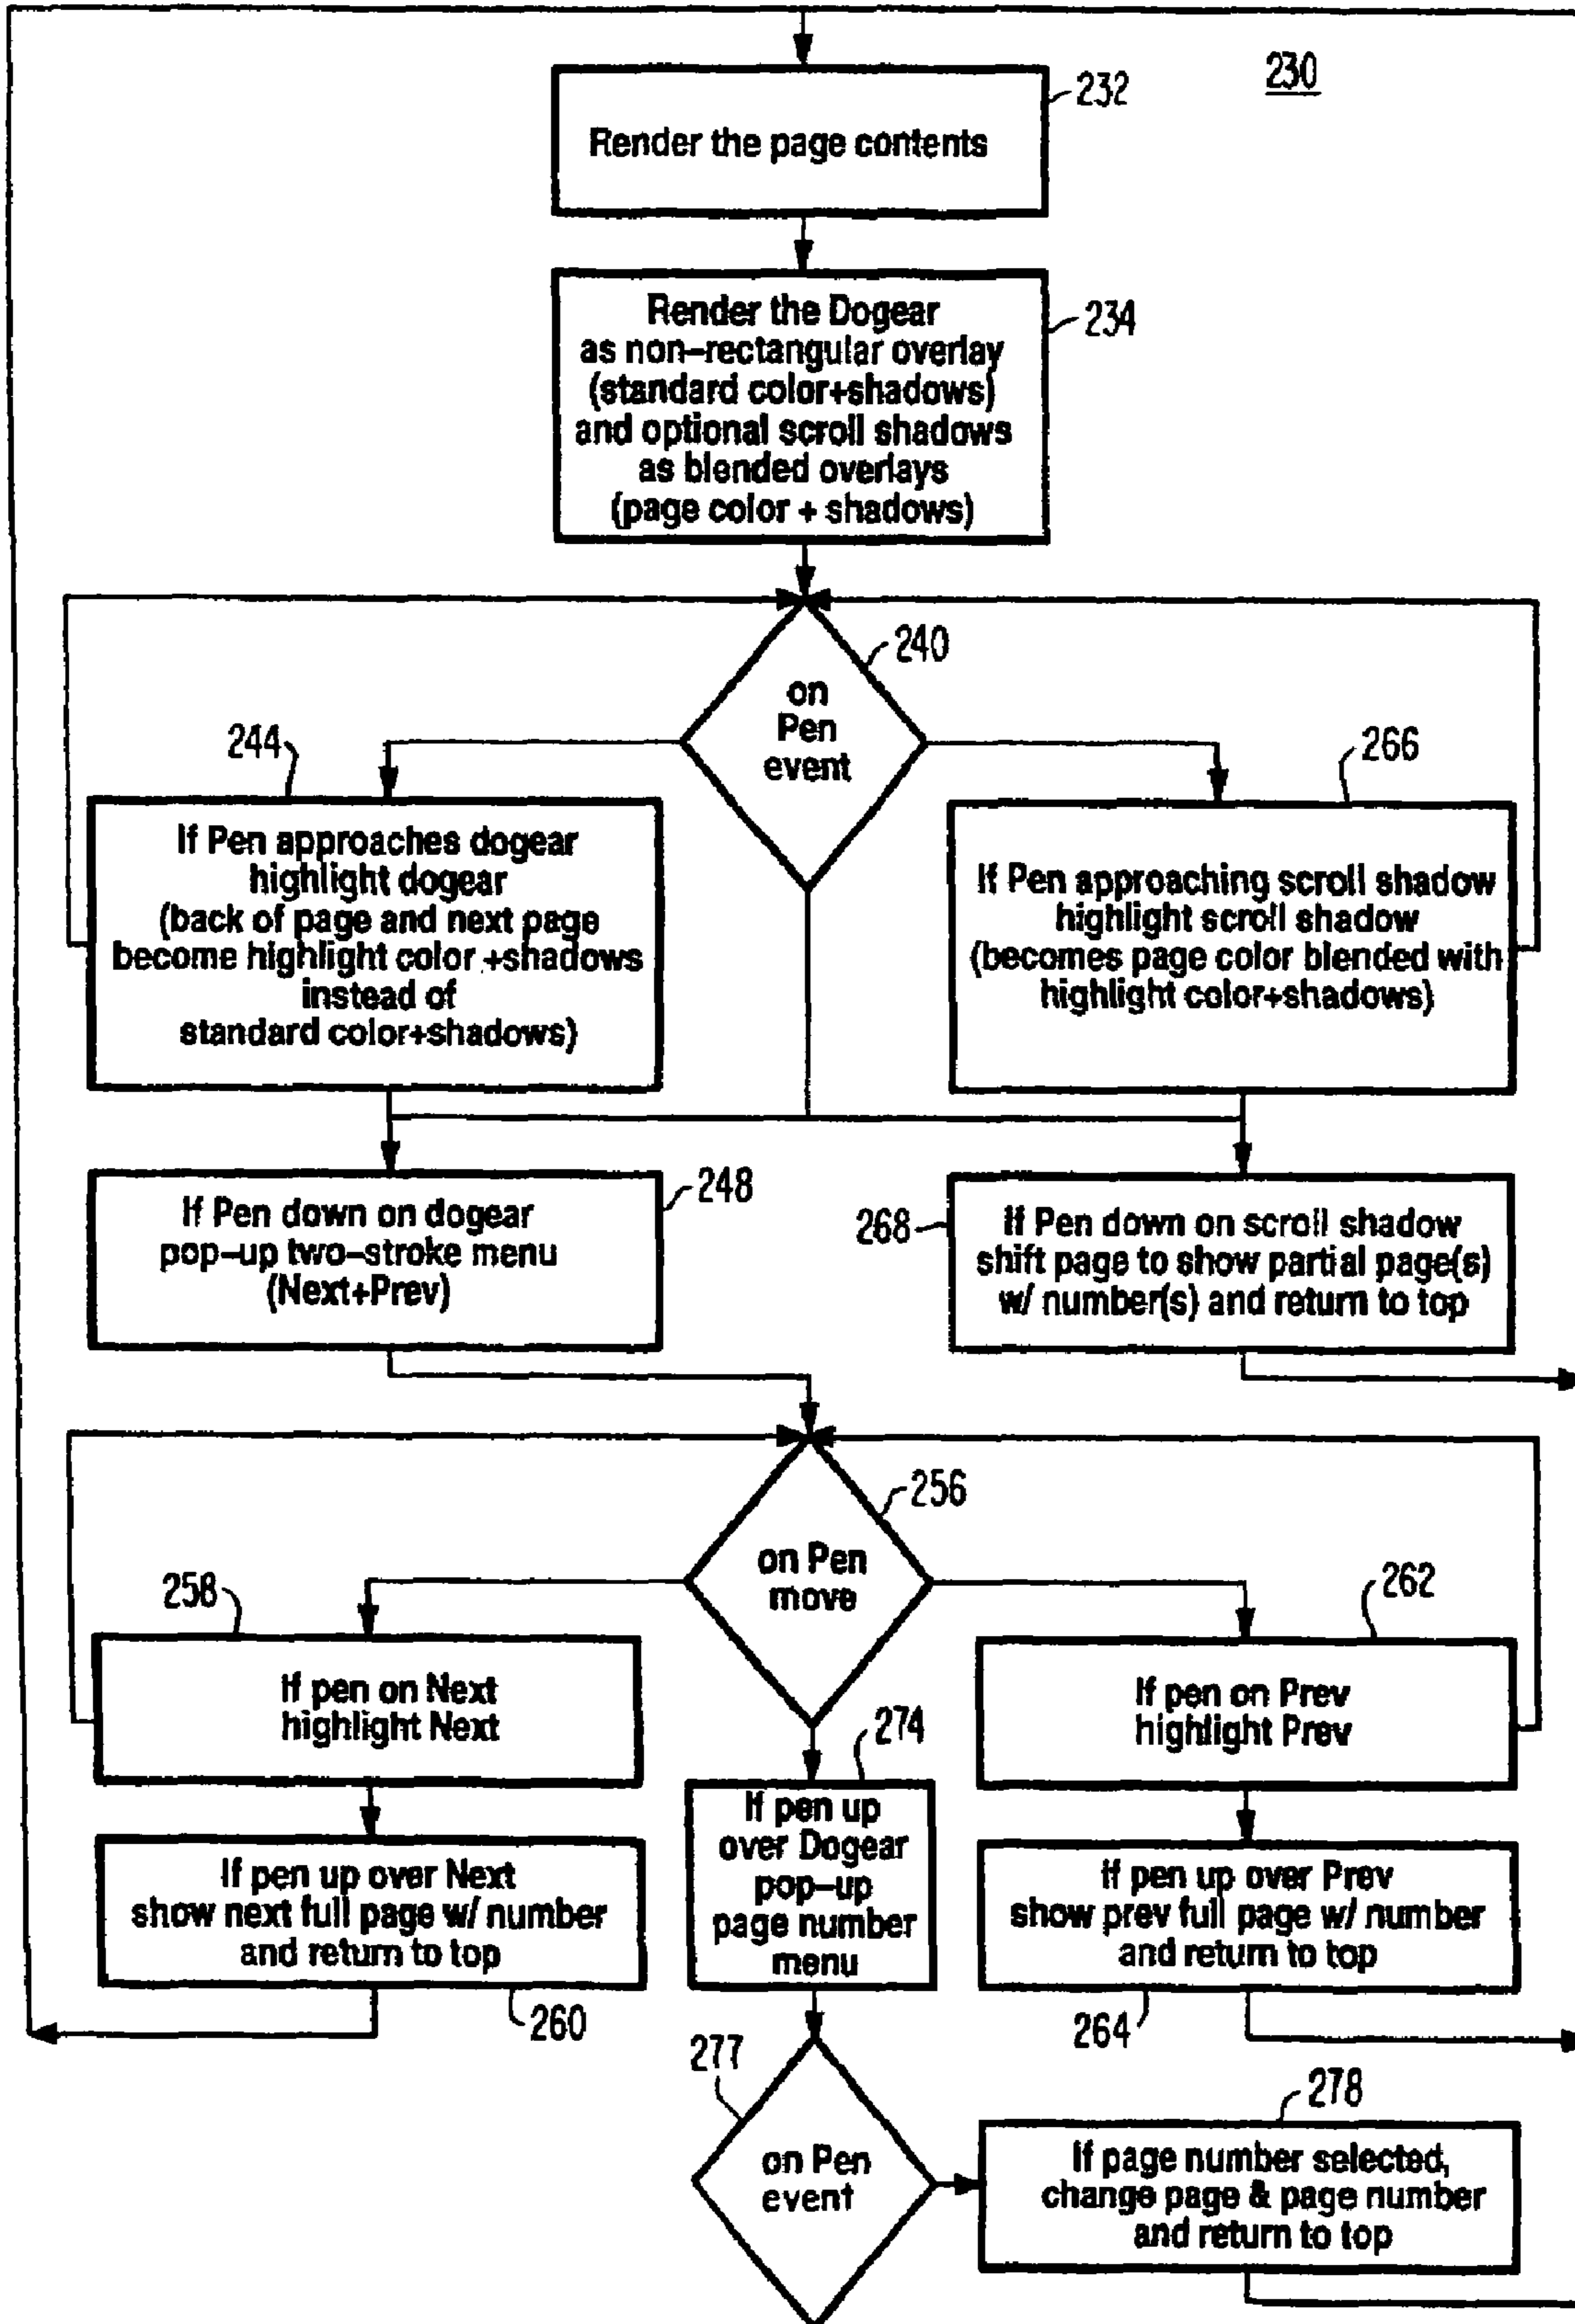 230
232
Render the page contents
234
Render the Dogear
as non-rectangular overlay
(standard color+shadows)
and optional scroll shadows
as blended overlays
(page color + shadows)
240
on
Pen
event
244
If Pen approaches dogear
highlight dogear
(back of page and next page
become highlight color +shadows
instead of
standard color+shadows)
266
If Pen approaching scroll shadow
highlight scroll shadow
(becomes page color blended with
highlight color+shadows)
248
If Pen down on dogear
pop-up two-stroke menu
(Next+Prev)
268
If Pen down on scroll shadow
shift page to show partial page(s)
w/ number(s) and return to top
256
on Pen
move
258
If pen on Next
highlight Next
262
If pen on Prev
highlight Prev
274
If pen up
over Dogear
pop-up
page number
menu
If pen up over Next
show next full page w/ number
and return to top
260
If pen up over Prev
show prev full page w/ number
and return to top
264
277
on Pen
event
278
If page number selected,
change page & page number
and return to top